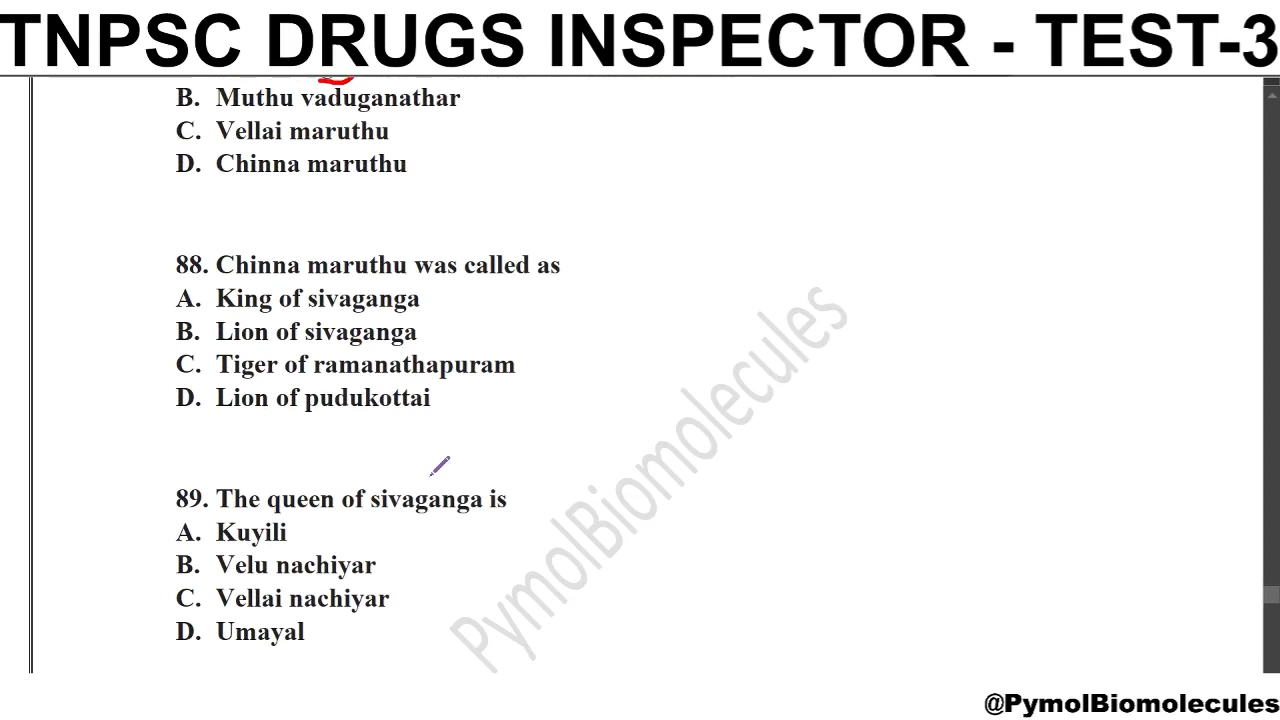 TNPSC DRUGS INSPECTOR - TEST-3
B. Muthu vaduganathar
C. Vellai maruthu
D. Chinna maruthu
88. Chinna maruthu was called as
A. King of sivaganga
B. Lion of sivaganga
C. Tiger of ramanathapuram
D. Lion of pudukottai
89. The queen of sivaganga is
A. Kuyili
B. Velu nachiyar
C. Vellai nachiyar
D. Umayal
PymolBiomolecules
@PymolBiomolecules